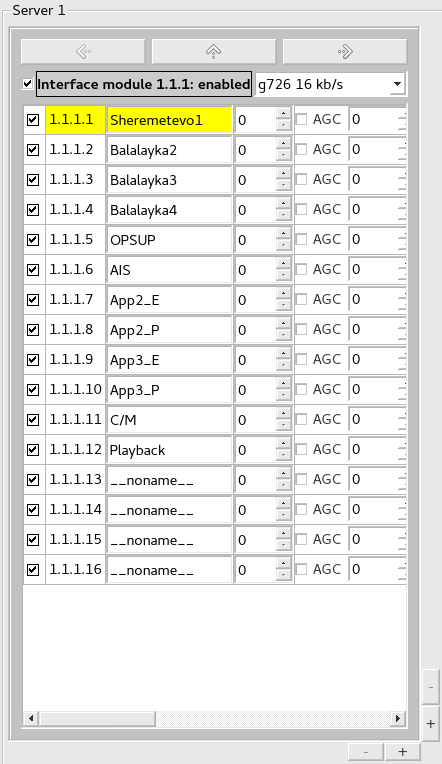 Server 1
Interface module 1.1.1: enabled g726 16 kb/s
1.1.1.1 Sheremetevo1 0 AGC 0
1.1.1.2 Balalayka2 0 AGC 0
1.1.1.3 Balalayka3 0 AGC 0
1.1.1.4 Balalayka4 0 AGC 0
1.1.1.5 OPSUP 0 AGC 0
1.1.1.6 AIS 0 AGC 0
1.1.1.7 App2_E 0 AGC 0
1.1.1.8 App2_P 0 AGC 0
1.1.1.9 App3_E 0 AGC 0
1.1.1.10 App3_P 0 AGC 0
1.1.1.11 C/M 0 AGC 0
1.1.1.12 Playback 0 AGC 0
1.1.1.13 __noname__ 0 AGC 0
1.1.1.14 __noname__ 0 AGC 0
1.1.1.15 __noname__ 0 AGC 0
1.1.1.16 __noname__ 0 AGC 0
-
+
- +